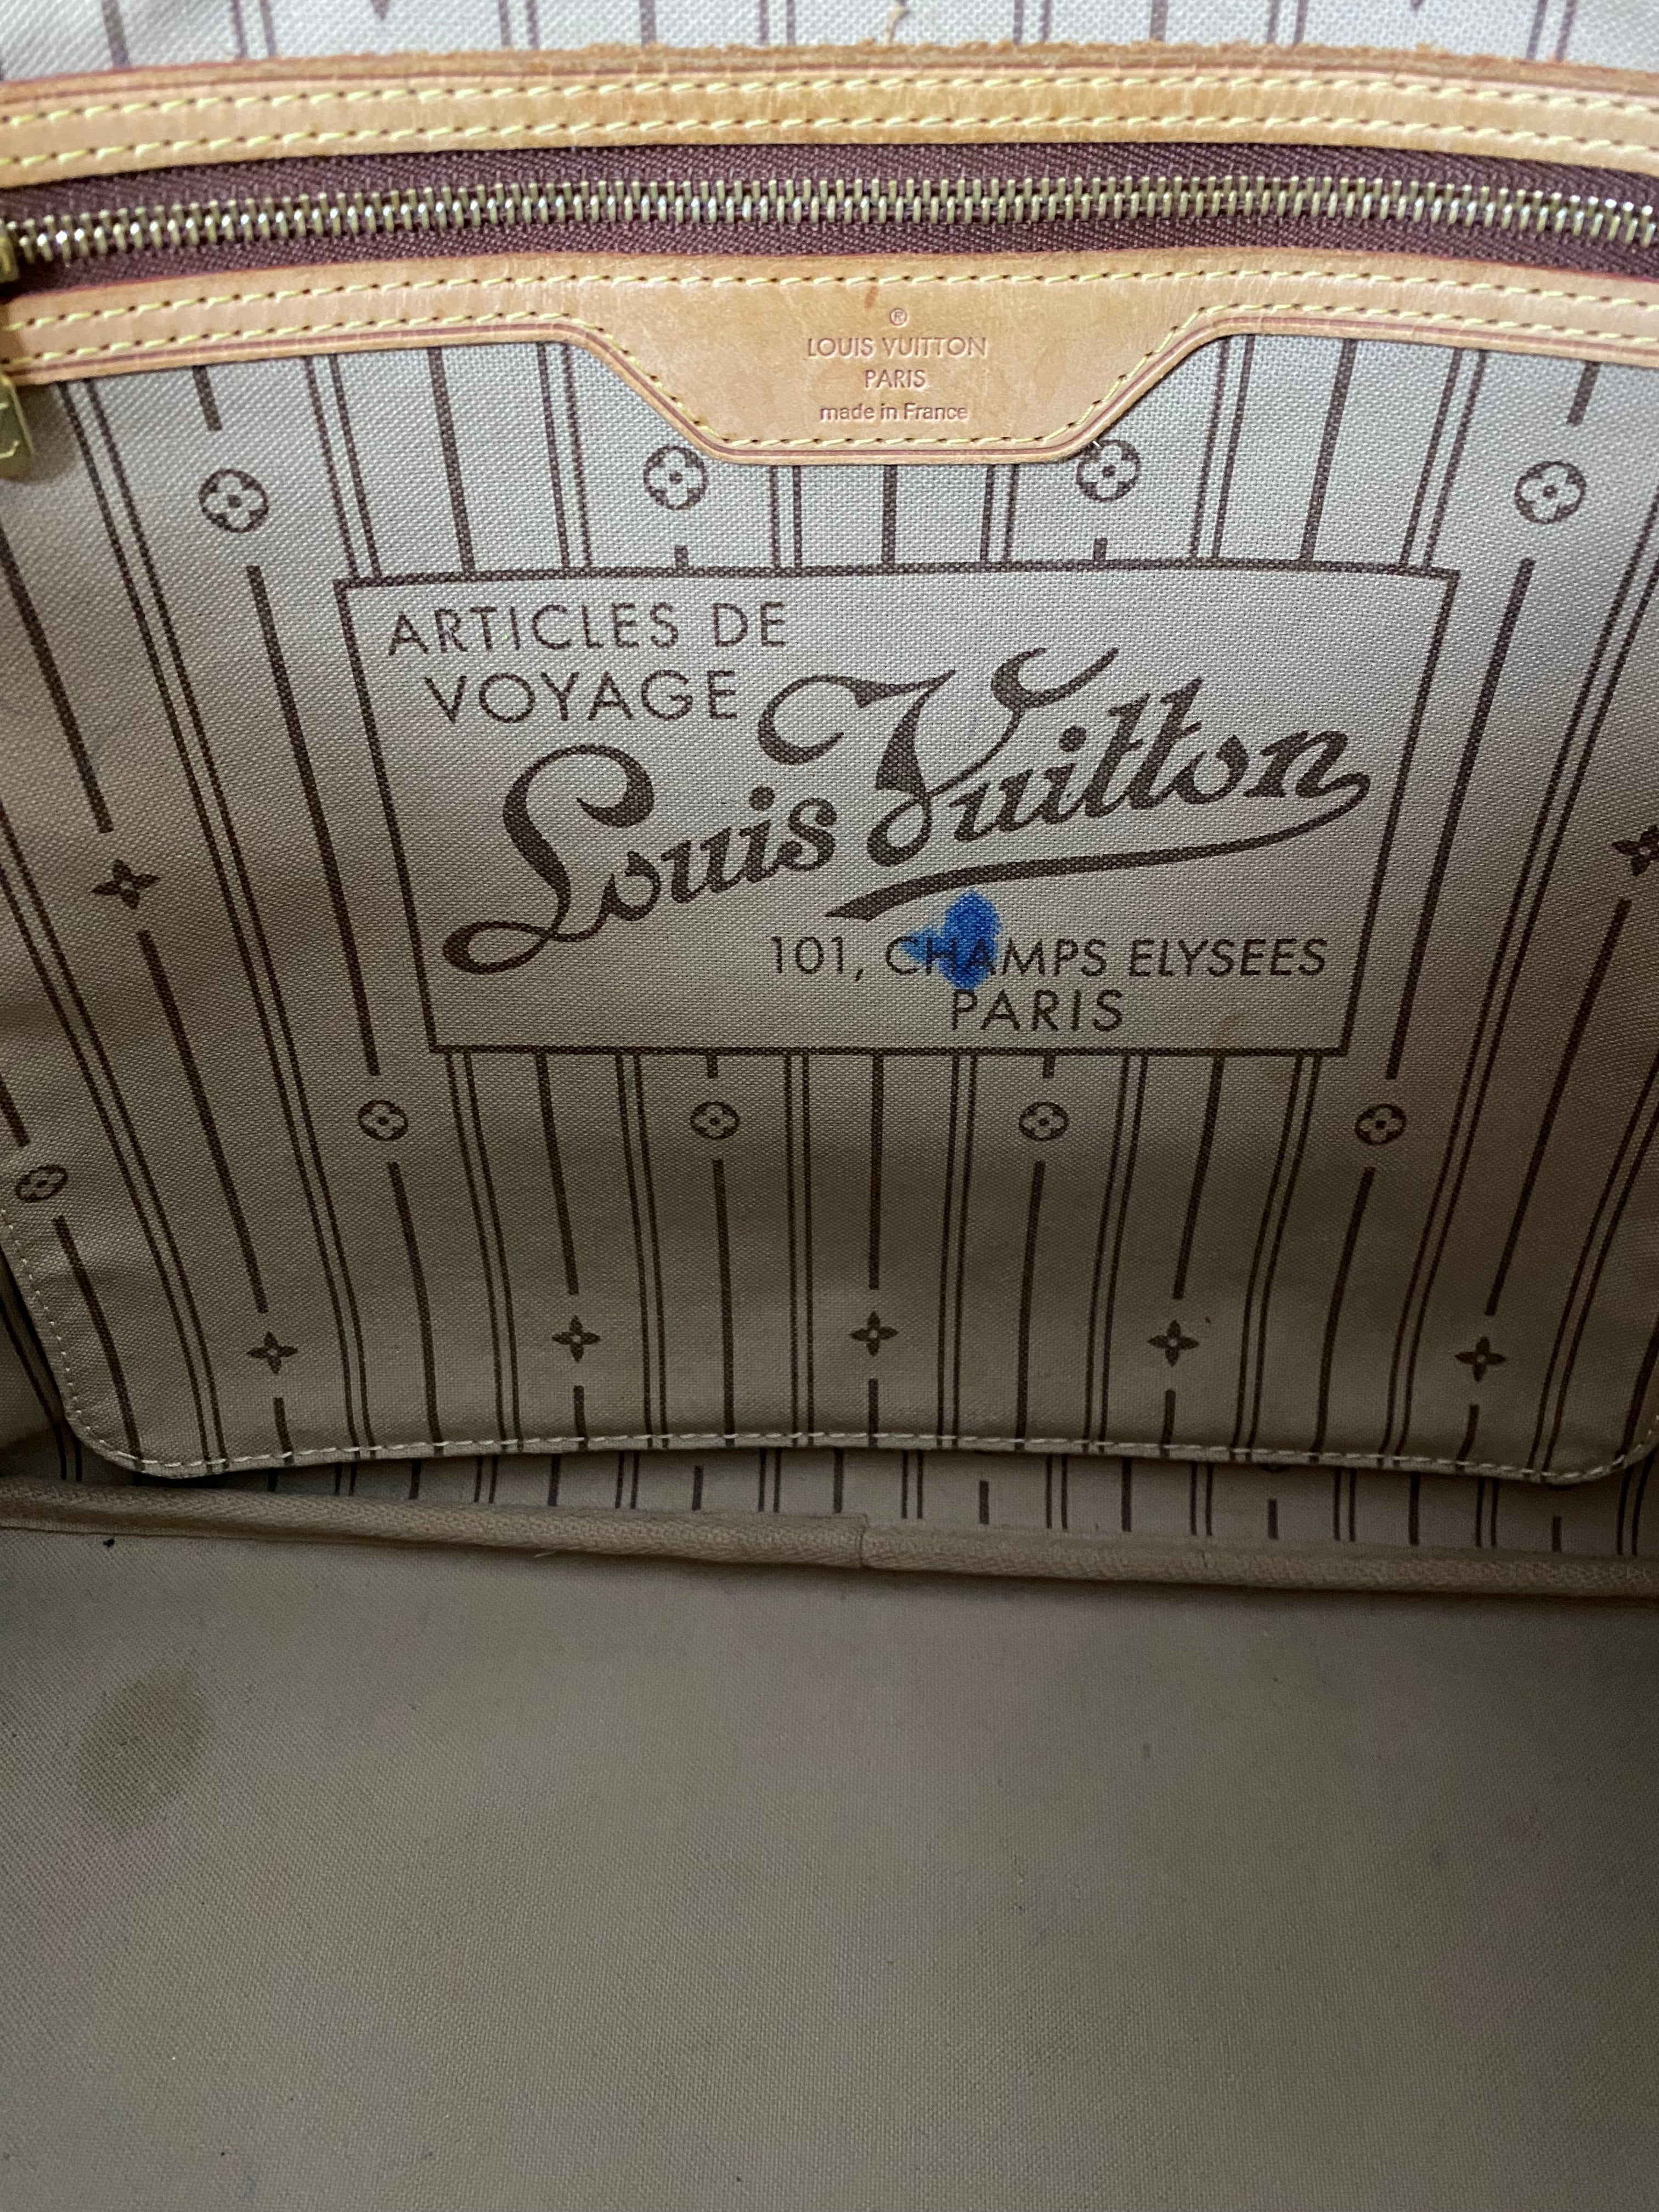 ®
LOUIS VUITTON
PARIS
made in France
ARTICLES DE
VOYAGE
Louis Vuitton
101, CHAMPS ELYSEES
PARIS